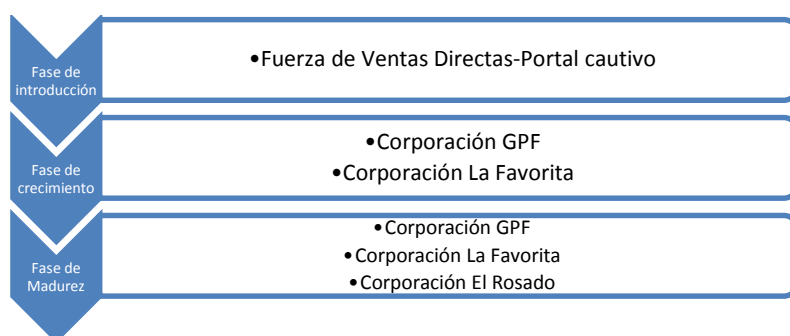 Fase de
introducción
•Fuerza de Ventas Directas-Portal cautivo
Fase de
crecimiento
•Corporación GPF
•Corporación La Favorita
Fase de
Madurez
•Corporación GPF
•Corporación La Favorita
•Corporación El Rosado